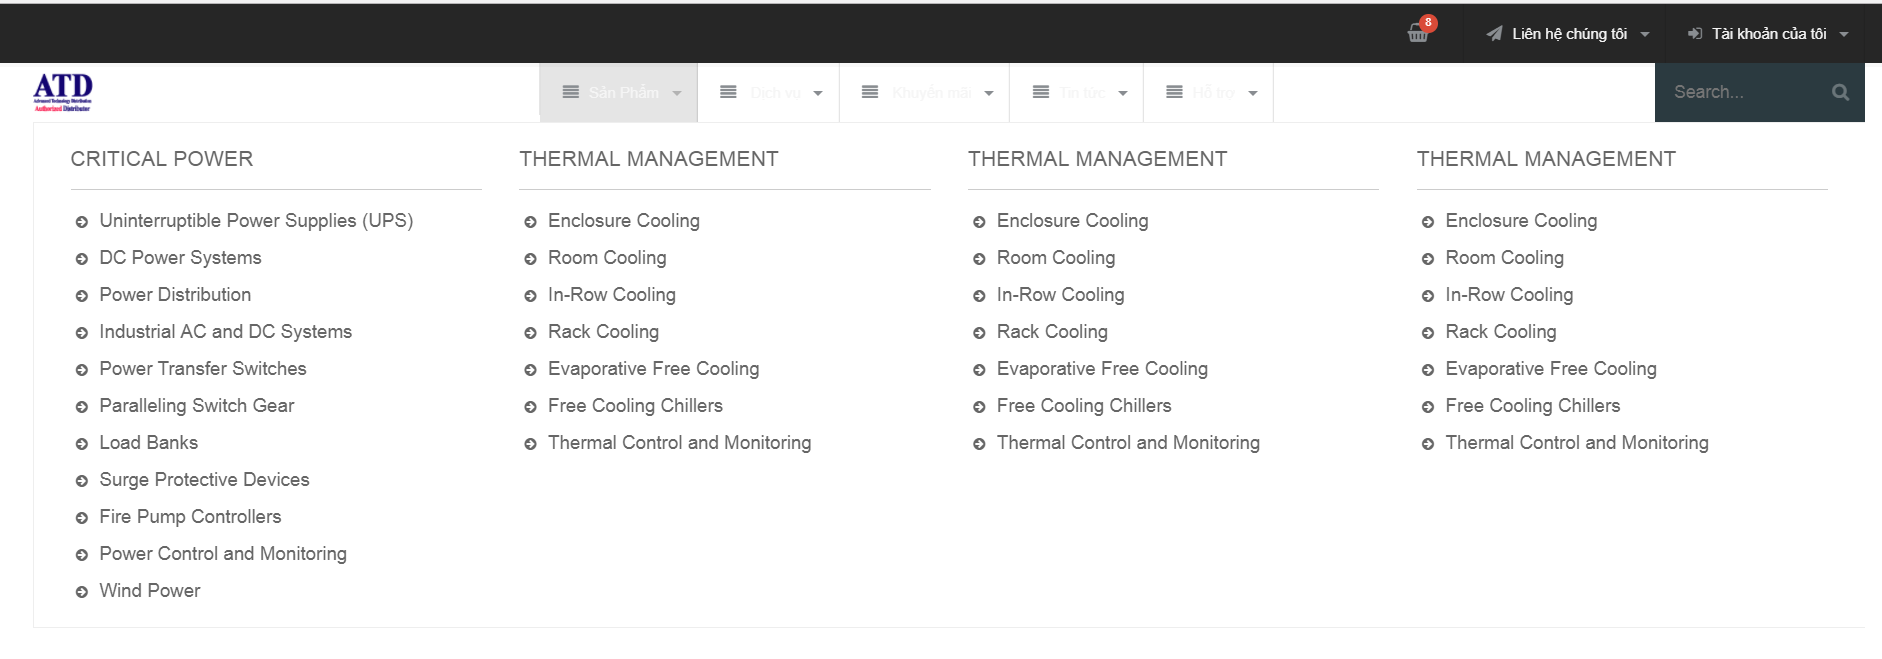 8
Liên hệ chúng tôi
Tài khoản của tôi
ATD
Advanced Technology Distribution
Authorized Distributor
Sản Phẩm
Dịch vụ
Khuyến mãi
Tin tức
Hỗ trợ
Search...
CRITICAL POWER
Uninterruptible Power Supplies (UPS)
DC Power Systems
Power Distribution
Industrial AC and DC Systems
Power Transfer Switches
Paralleling Switch Gear
Load Banks
Surge Protective Devices
Fire Pump Controllers
Power Control and Monitoring
Wind Power
THERMAL MANAGEMENT
Enclosure Cooling
Room Cooling
In-Row Cooling
Rack Cooling
Evaporative Free Cooling
Free Cooling Chillers
Thermal Control and Monitoring
THERMAL MANAGEMENT
Enclosure Cooling
Room Cooling
In-Row Cooling
Rack Cooling
Evaporative Free Cooling
Free Cooling Chillers
Thermal Control and Monitoring
THERMAL MANAGEMENT
Enclosure Cooling
Room Cooling
In-Row Cooling
Rack Cooling
Evaporative Free Cooling
Free Cooling Chillers
Thermal Control and Monitoring